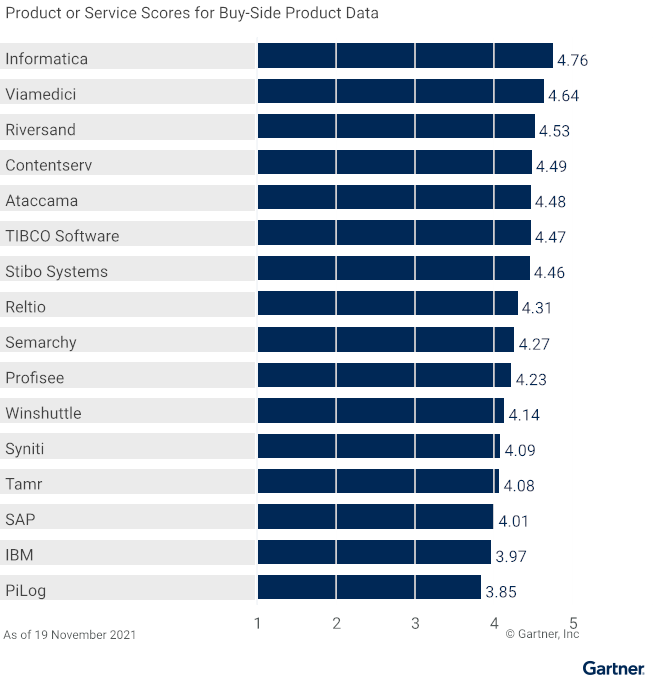 Product or Service Scores for Buy-Side Product Data
Informatica 4.76
Viamedici 4.64
Riversand 4.53
Contentserv 4.49
Ataccama 4.48
TIBCO Software 4.47
Stibo Systems 4.46
Reltio 4.31
Semarchy 4.27
Profisee 4.23
Winshuttle 4.14
Syniti 4.09
Tamr 4.08
SAP 4.01
IBM 3.97
PiLog 3.85
1 2 3 4 5
As of 19 November 2021 © Gartner, Inc
Gartner